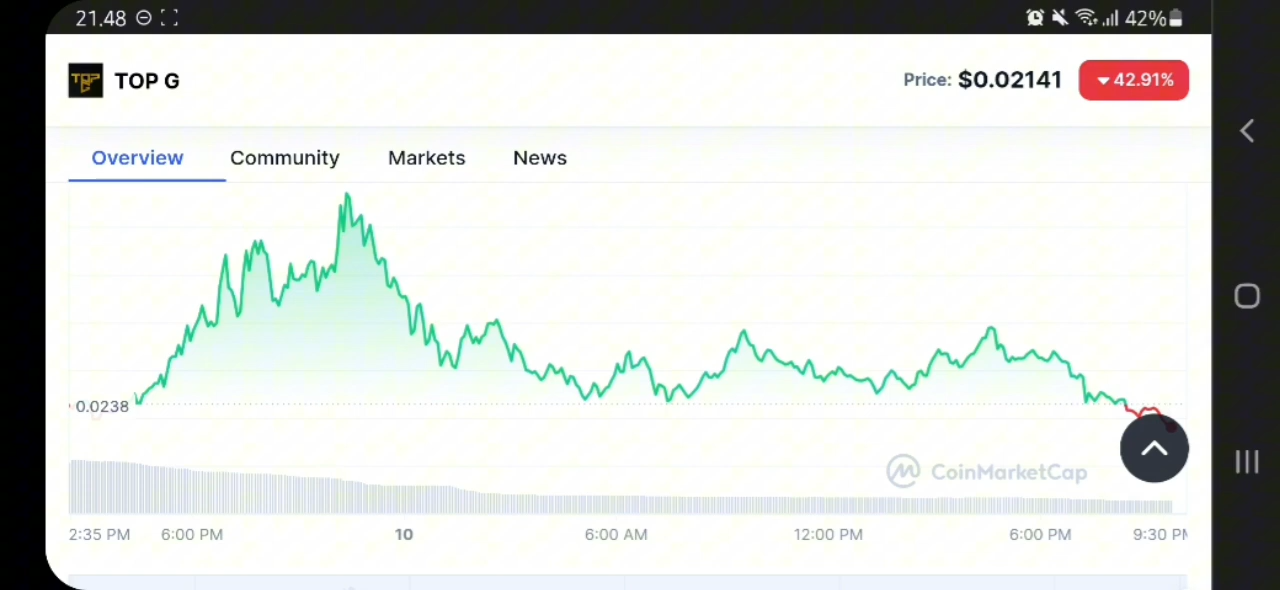 21.48 42%
TOP G TOP G Price: $0.02141 42.91%
Overview Community Markets News
0.0238
CoinMarketCap
2:35 PM 6:00 PM 10 6:00 AM 12:00 PM 6:00 PM 9:30 PM